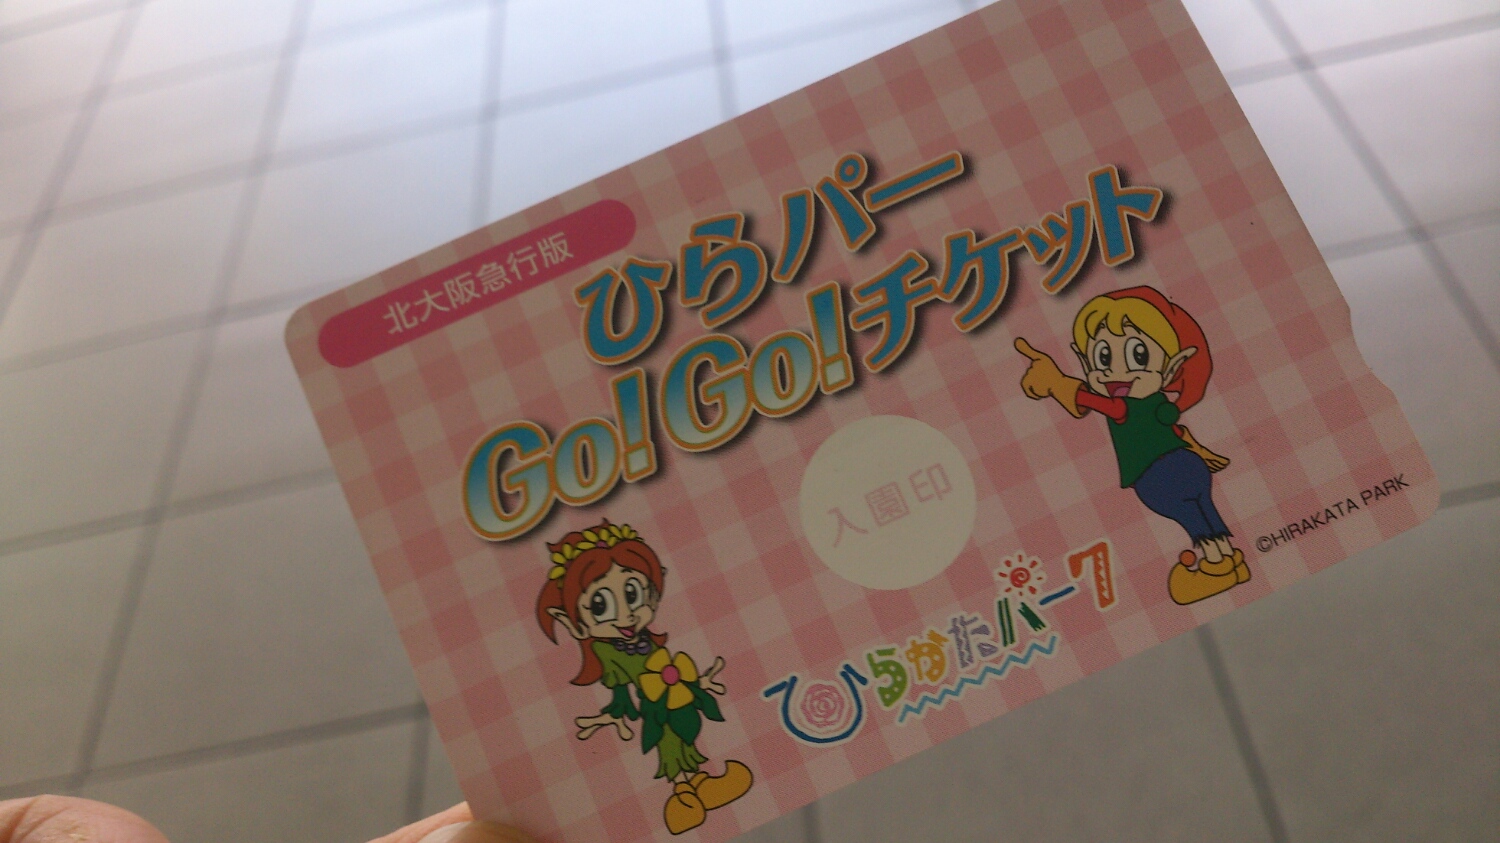 北大阪急行版
ひらパー
Go!Go!チケット
入園印
ひらかたパーク
©HIRAKATA PARK